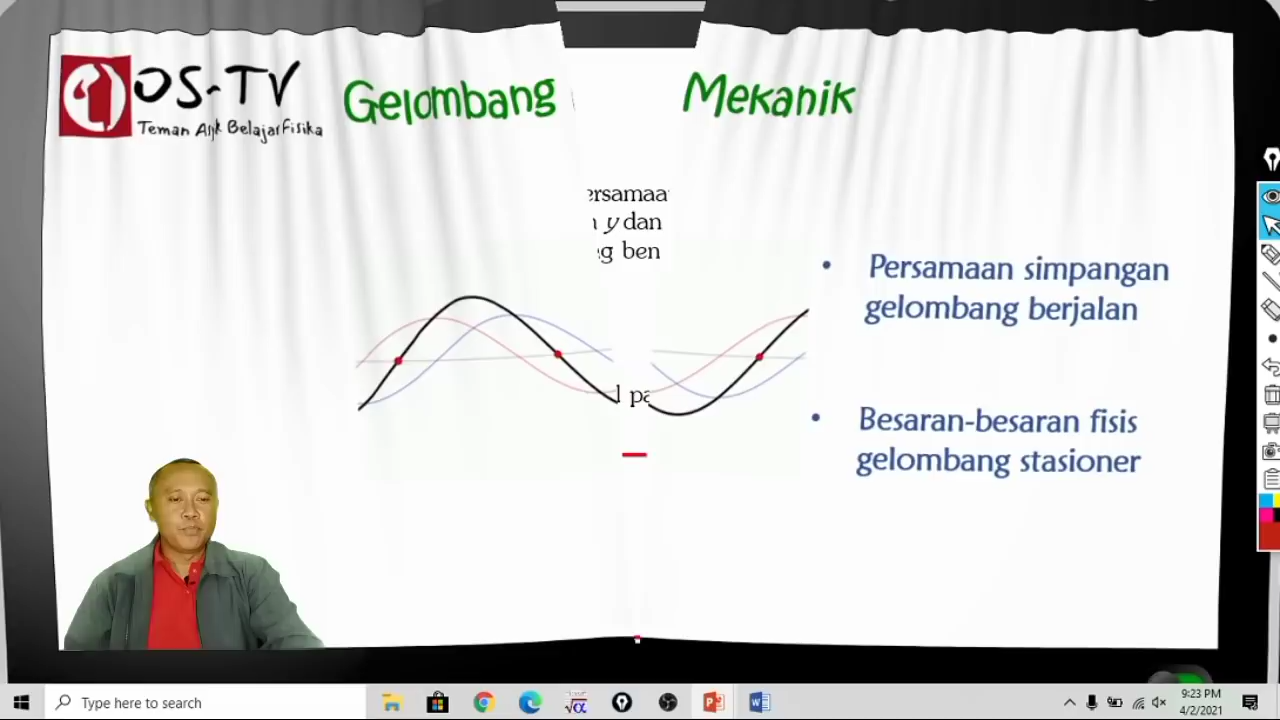 OS-TV
Teman Asyik Belajar Fisika
Gelombang Mekanik
ersamaa
y dan
g ben
• Persamaan simpangan
gelombang berjalan
l pa
• Besaran-besaran fisis
gelombang stasioner
Type here to search
9:23 PM
4/2/2021